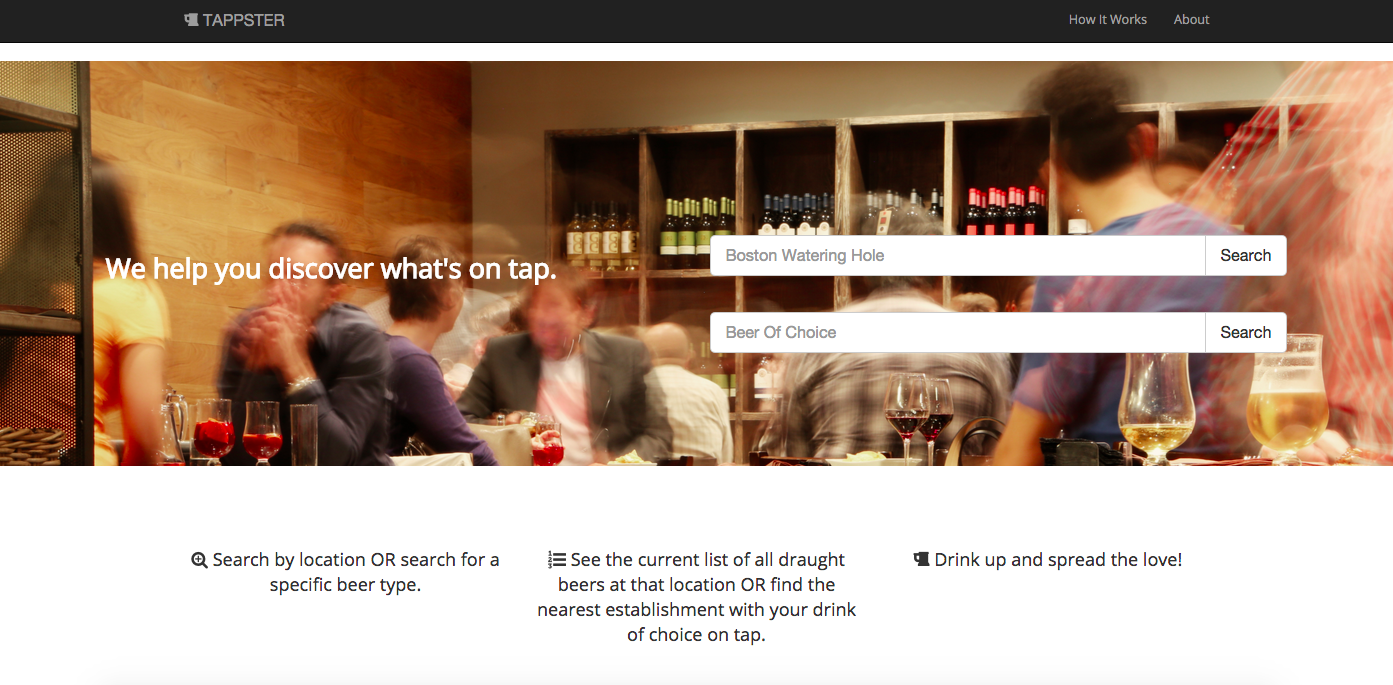 TAPPSTER
How It Works
About
We help you discover what's on tap.
Boston Watering Hole
Search
Beer Of Choice
Search
Search by location OR search for a
specific beer type.
See the current list of all draught
beers at that location OR find the
nearest establishment with your drink
of choice on tap.
Drink up and spread the love!